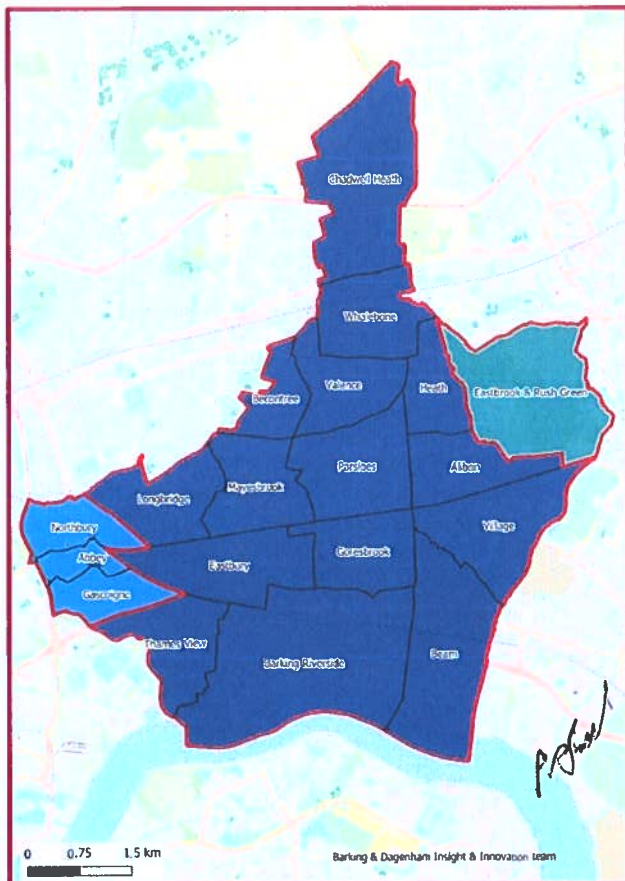 Chadwell Heath
Whalebone
Becontree
Valence
Heath
Eastbrook & Rush Green
Longbridge
Mayesbrook
Parsloes
Alibon
Northbury
Abbey
Gascoigne
Eastbury
Goresbrook
Village
Thames View
Barking Riverside
Beam
0 0.75 1.5 km
Barking & Dagenham Insight & Innovation team